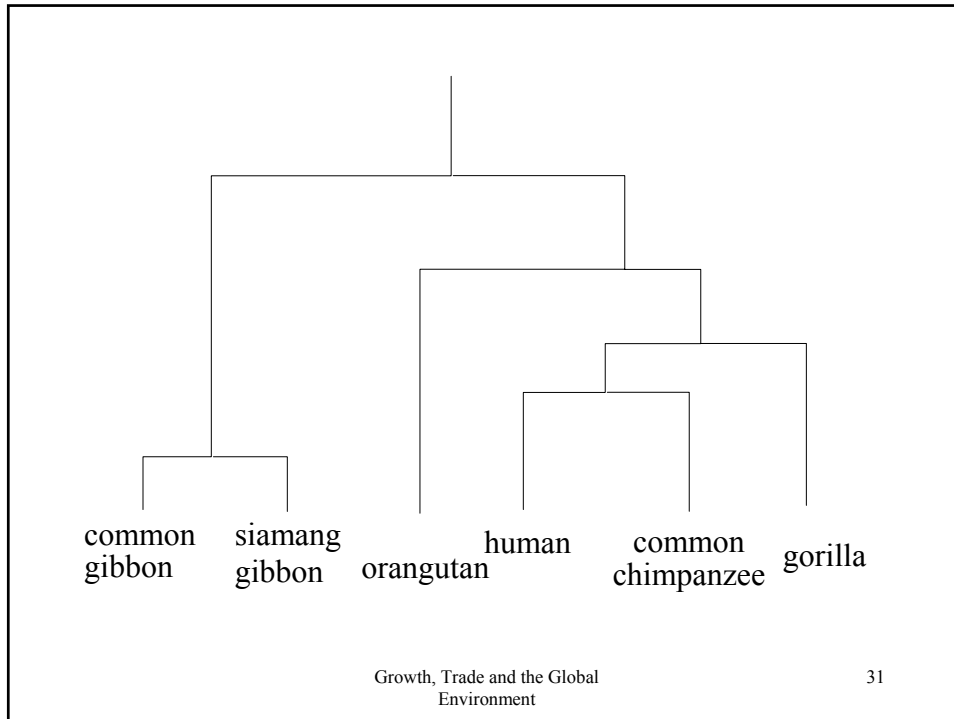 common
gibbon
siamang
gibbon
orangutan
human
common
chimpanzee
gorilla
Growth, Trade and the Global
Environment
31